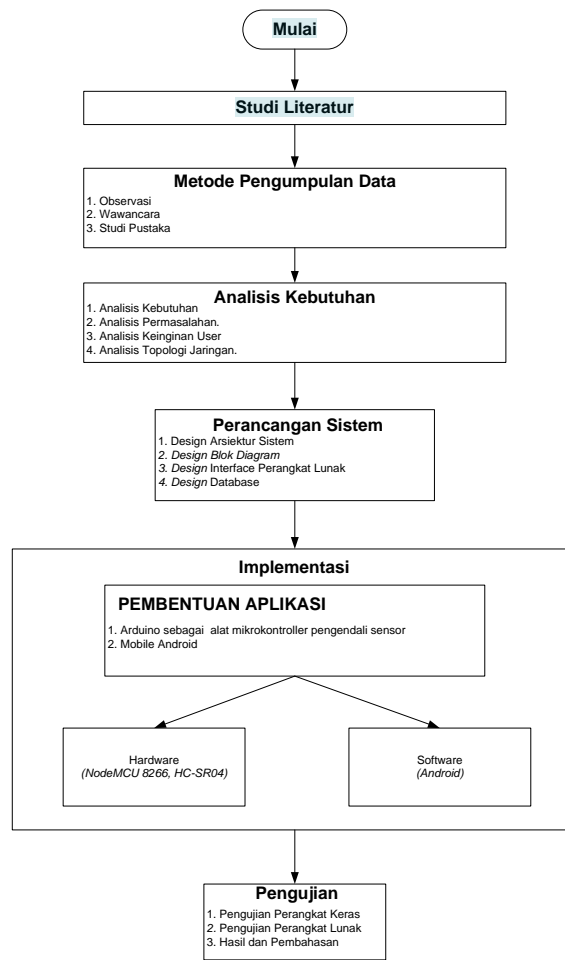 Mulai
Studi Literatur
Metode Pengumpulan Data
1. Observasi
2. Wawancara
3. Studi Pustaka
Analisis Kebutuhan
1. Analisis Kebutuhan
2. Analisis Permasalahan.
3. Analisis Keinginan User
4. Analisis Topologi Jaringan.
Perancangan Sistem
1. Design Arsiektur Sistem
2. Design Blok Diagram
3. Design Interface Perangkat Lunak
4. Design Database
Implementasi
PEMBENTUAN APLIKASI
1. Arduino sebagai alat mikrokontroller pengendali sensor
2. Mobile Android
Hardware
(NodeMCU 8266, HC-SR04)
Software
(Android)
Pengujian
1. Pengujian Perangkat Keras
2. Pengujian Perangkat Lunak
3. Hasil dan Pembahasan